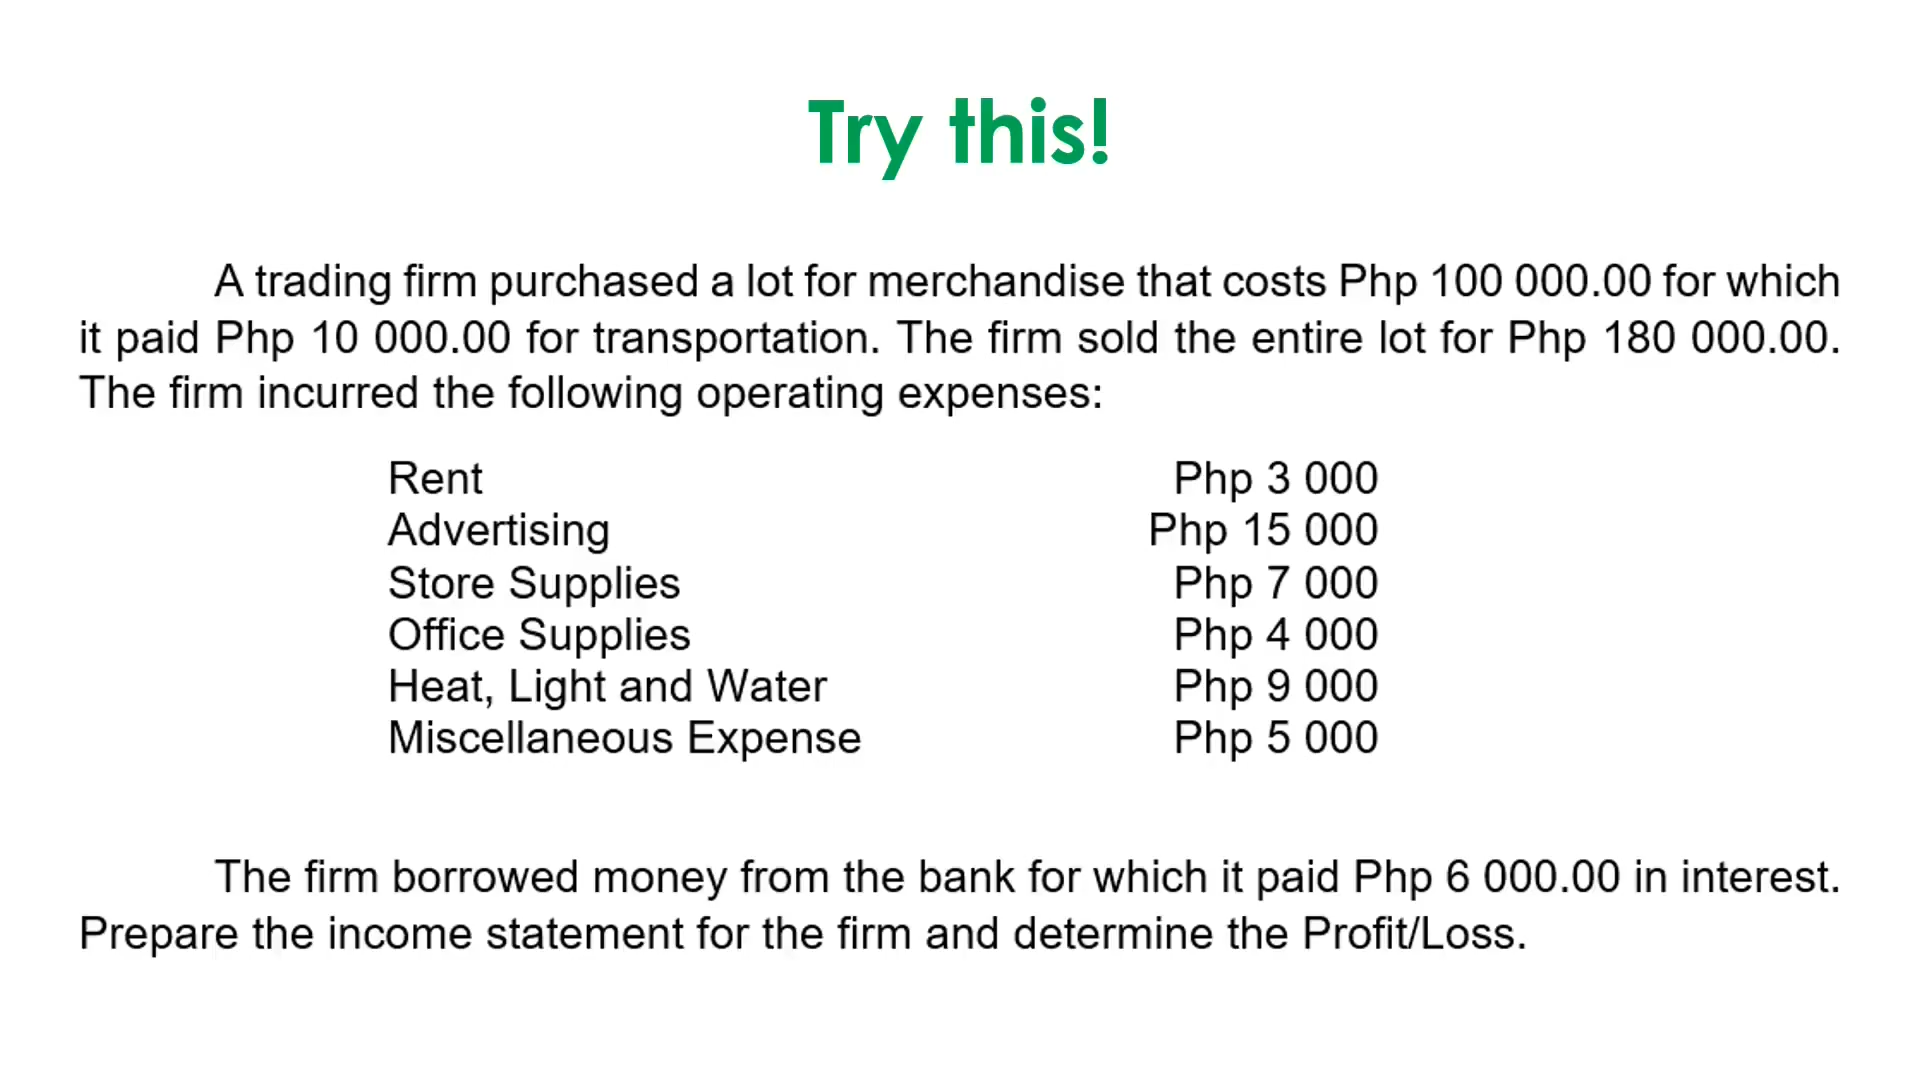 Try this!
A trading firm purchased a lot for merchandise that costs Php 100 000.00 for which
it paid Php 10 000.00 for transportation. The firm sold the entire lot for Php 180 000.00.
The firm incurred the following operating expenses:
Rent Php 3 000
Advertising Php 15 000
Store Supplies Php 7 000
Office Supplies Php 4 000
Heat, Light and Water Php 9 000
Miscellaneous Expense Php 5 000
The firm borrowed money from the bank for which it paid Php 6 000.00 in interest.
Prepare the income statement for the firm and determine the Profit/Loss.